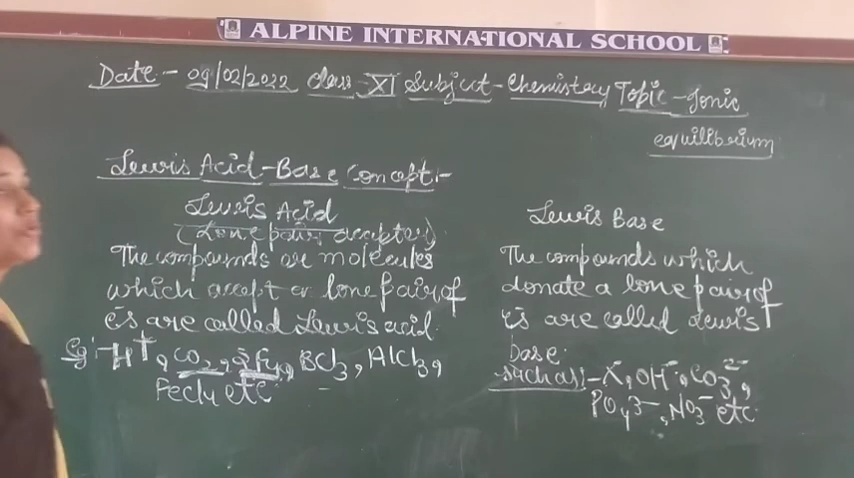 ALPINE INTERNATIONAL SCHOOL
Date - 09/02/2022 class - XI Subject - Chemistry Topic - Ionic
equilibrium
Lewis Acid-Base Concept:-
Lewis Acid
(Lone pair accepter)
The compounds or molecules
which accept a lone pair of
e's are called Lewis acid.
Eg:- H+, CO2, SF4, BCl3, AlCl3,
FeCl4 etc
Lewis Base
The compounds which
donate a lone pair of
e's are called Lewis
base.
such as:- X, OH-, CO3 2-,
PO4 3-, NO3- etc.